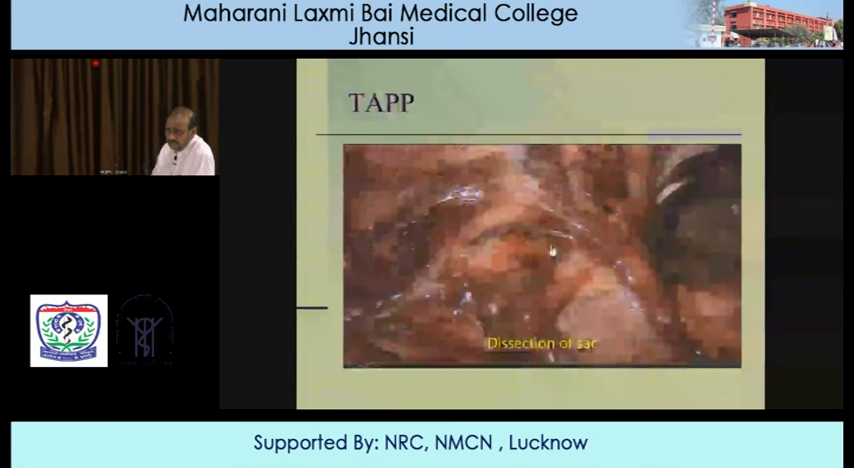 Maharani Laxmi Bai Medical College
Jhansi
TAPP
Dissection of sac
Supported By: NRC, NMCN , Lucknow